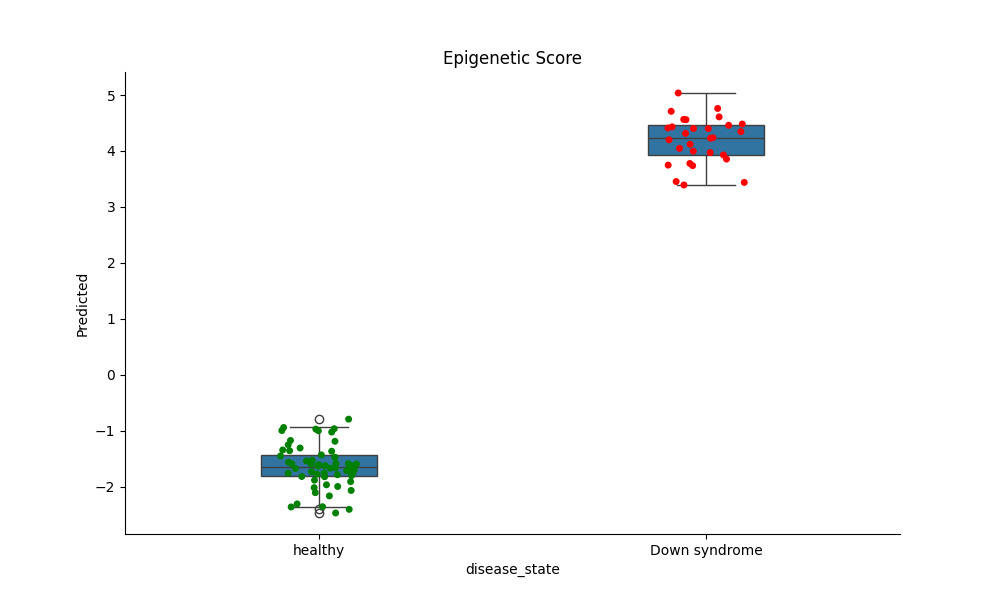 Epigenetic Score
5
4
3
2
1
0
−1
−2
Predicted
healthy
Down syndrome
disease_state